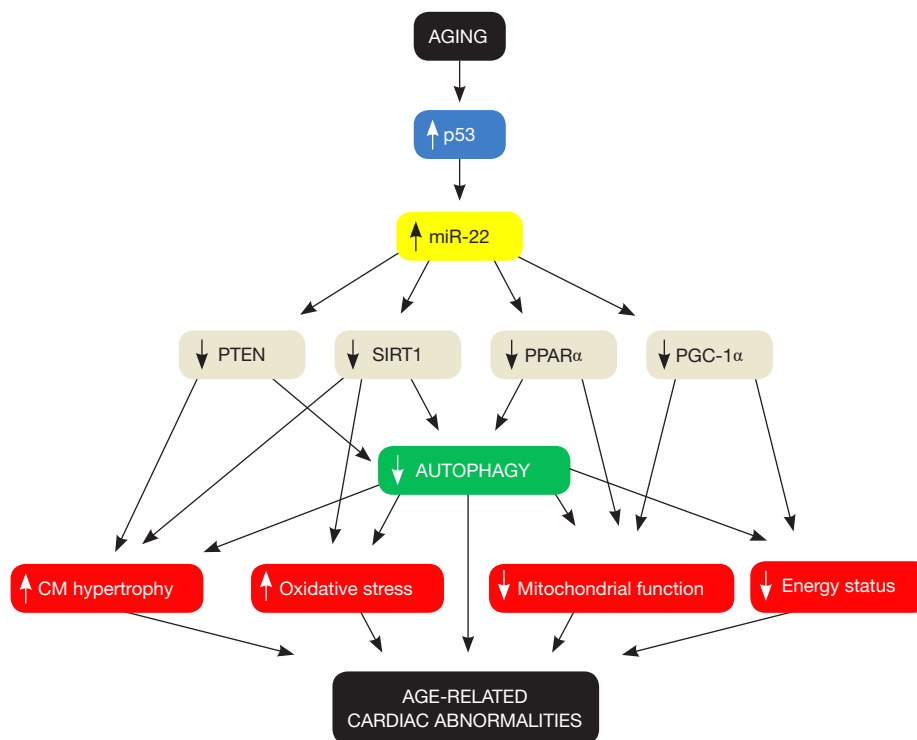 AGING
p53
miR-22
PTEN
SIRT1
PPARα
PGC-1α
AUTOPHAGY
CM hypertrophy
Oxidative stress
Mitochondrial function
Energy status
AGE-RELATED
CARDIAC ABNORMALITIES